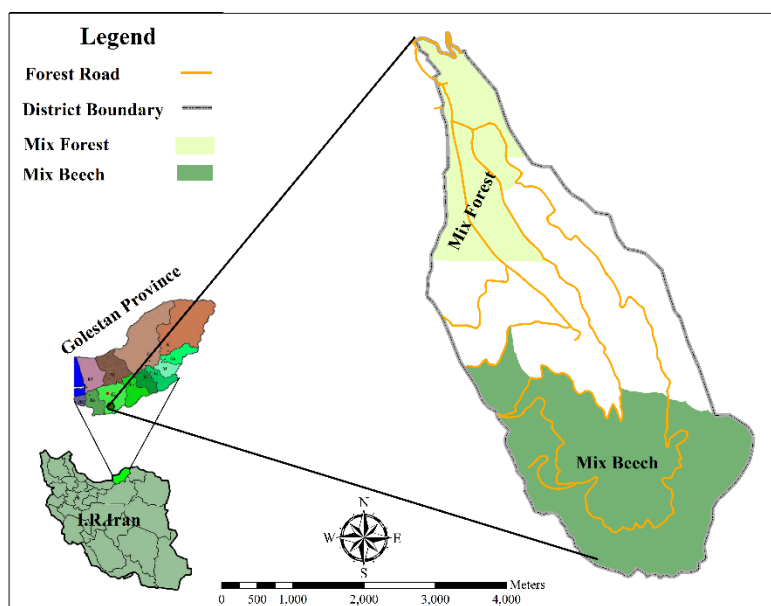 Legend
Forest Road
District Boundary
Mix Forest
Mix Beech
Mix Forest
Mix Beech
Golestan Province
I.R.Iran
N
W E
S
Meters
0 500 1,000 2,000 3,000 4,000